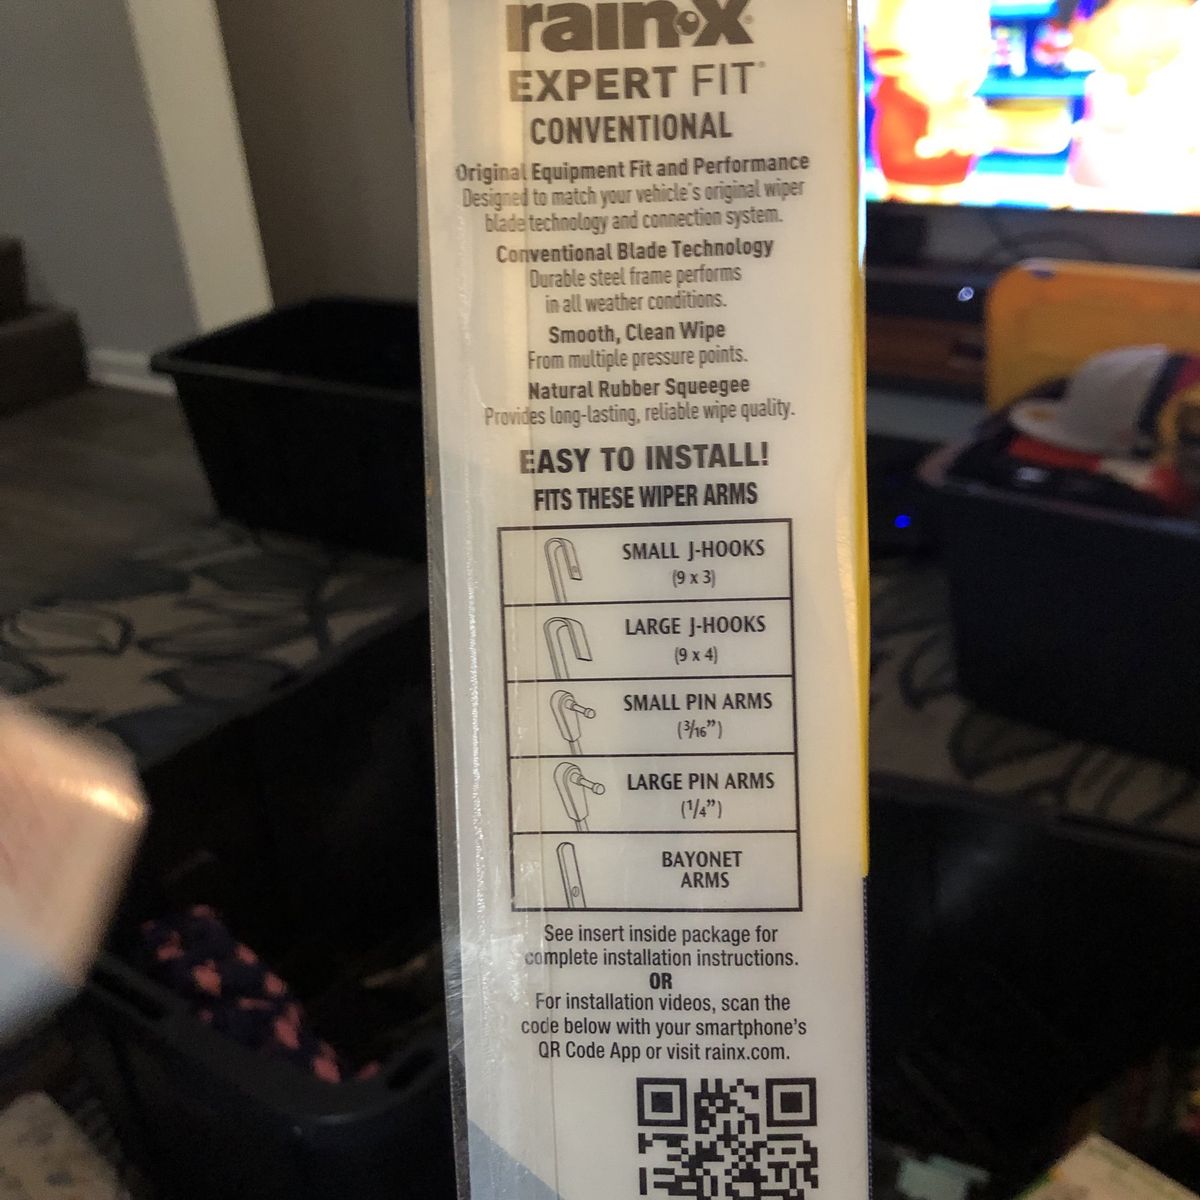 rain-x
EXPERT FIT®
CONVENTIONAL
Original Equipment Fit and Performance
Designed to match your vehicle's original wiper
blade technology and connection system.
Conventional Blade Technology
Durable steel frame performs
in all weather conditions.
Smooth, Clean Wipe
From multiple pressure points.
Natural Rubber Squeegee
Provides long-lasting, reliable wipe quality.
EASY TO INSTALL!
FITS THESE WIPER ARMS
SMALL J-HOOKS
(9 x 3)
LARGE J-HOOKS
(9 x 4)
SMALL PIN ARMS
(3/16”)
LARGE PIN ARMS
(1/4”)
BAYONET
ARMS
See insert inside package for
complete installation instructions.
OR
For installation videos, scan the
code below with your smartphone's
QR Code App or visit rainx.com.